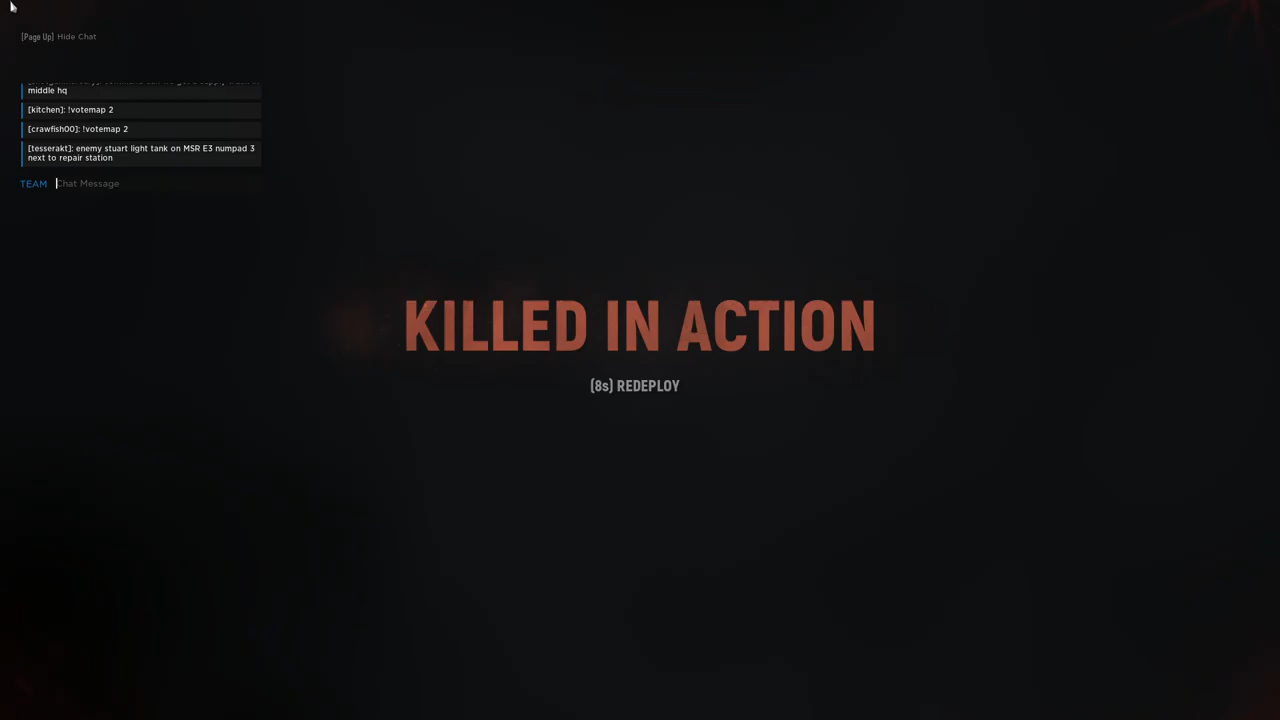 [Page Up] Hide Chat
middle hq
[kitchen]: !votemap 2
[crawfish00]: !votemap 2
[tesserakt]: enemy stuart light tank on MSR E3 numpad 3
next to repair station
TEAM Chat Message
KILLED IN ACTION
(8s) REDEPLOY